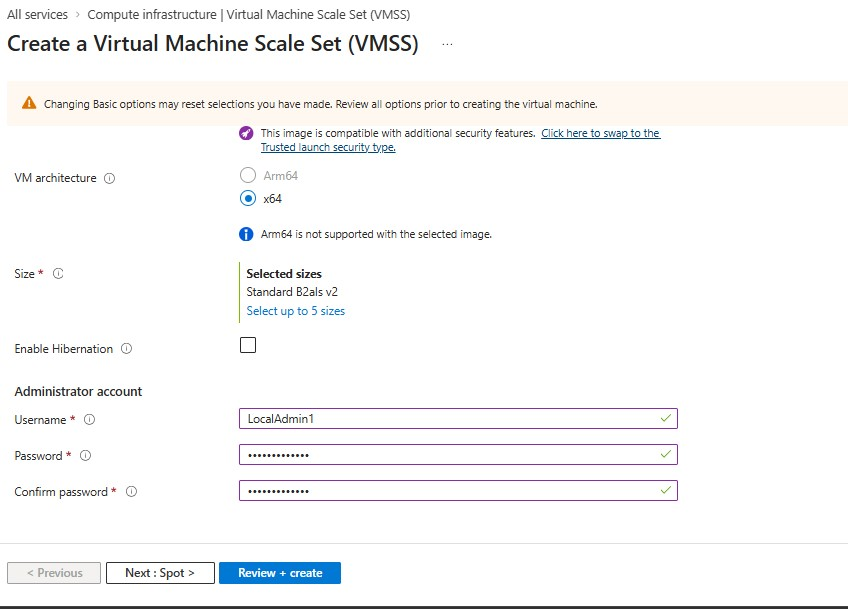 All services > Compute infrastructure | Virtual Machine Scale Set (VMSS)
Create a Virtual Machine Scale Set (VMSS) ...
Changing Basic options may reset selections you have made. Review all options prior to creating the virtual machine.
This image is compatible with additional security features. Click here to swap to the
Trusted launch security type.
VM architecture
Arm64
x64
Arm64 is not supported with the selected image.
Size *
Selected sizes
Standard B2als v2
Select up to 5 sizes
Enable Hibernation
Administrator account
Username *
LocalAdmin1
Password *
•••••••••••••
Confirm password *
•••••••••••••
< Previous
Next : Spot >
Review + create